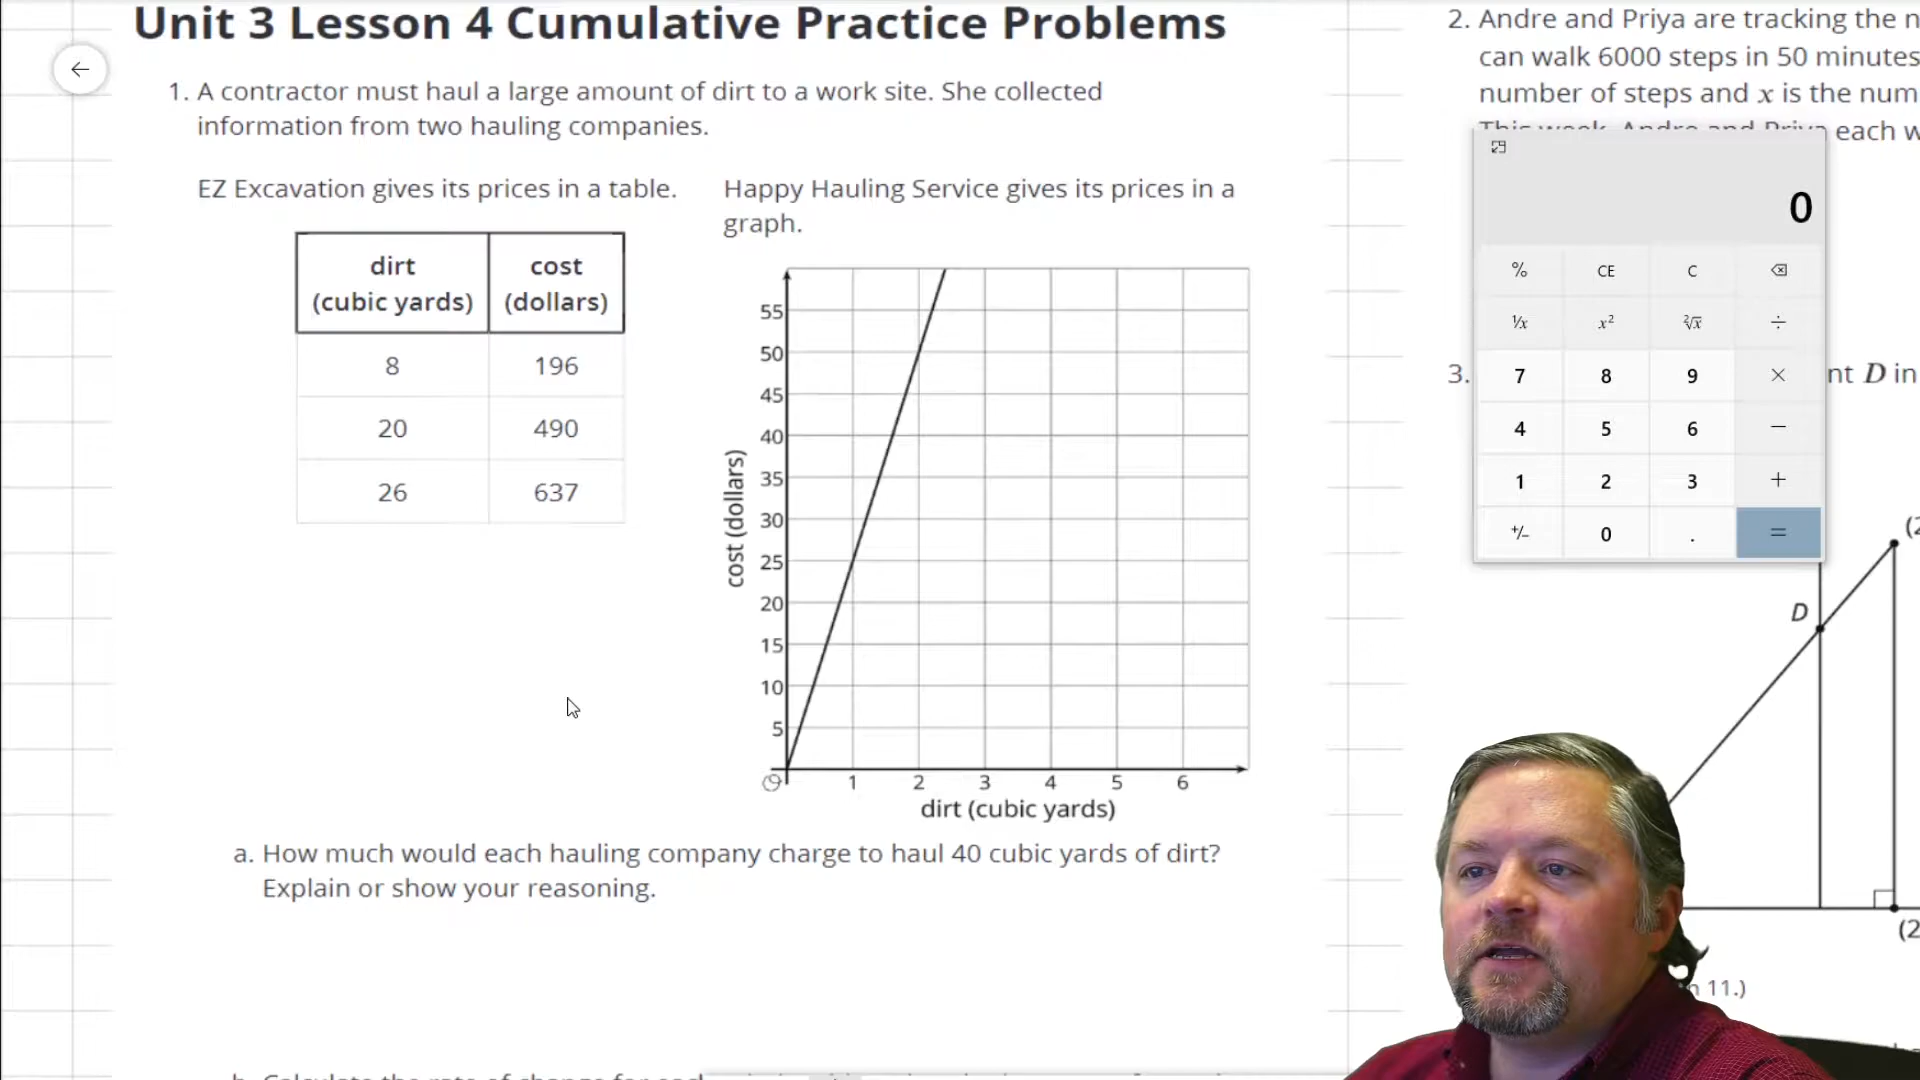 Unit 3 Lesson 4 Cumulative Practice Problems
1. A contractor must haul a large amount of dirt to a work site. She collected
information from two hauling companies.
EZ Excavation gives its prices in a table.
dirt
(cubic yards)
cost
(dollars)
8 196
20 490
26 637
Happy Hauling Service gives its prices in a
graph.
55
50
45
40
35
30
25
20
15
10
5
cost (dollars)
1 2 3 4 5 6
dirt (cubic yards)
a. How much would each hauling company charge to haul 40 cubic yards of dirt?
Explain or show your reasoning.
2. Andre and Priya are tracking the n
can walk 6000 steps in 50 minutes
number of steps and x is the num
This week, Andre and Priya each w
0
% CE C
¹/x x² ²√x ÷
7 8 9 ×
4 5 6 −
1 2 3 +
+/− 0 . =
3.
nt D in
D
(2
(2
n 11.)